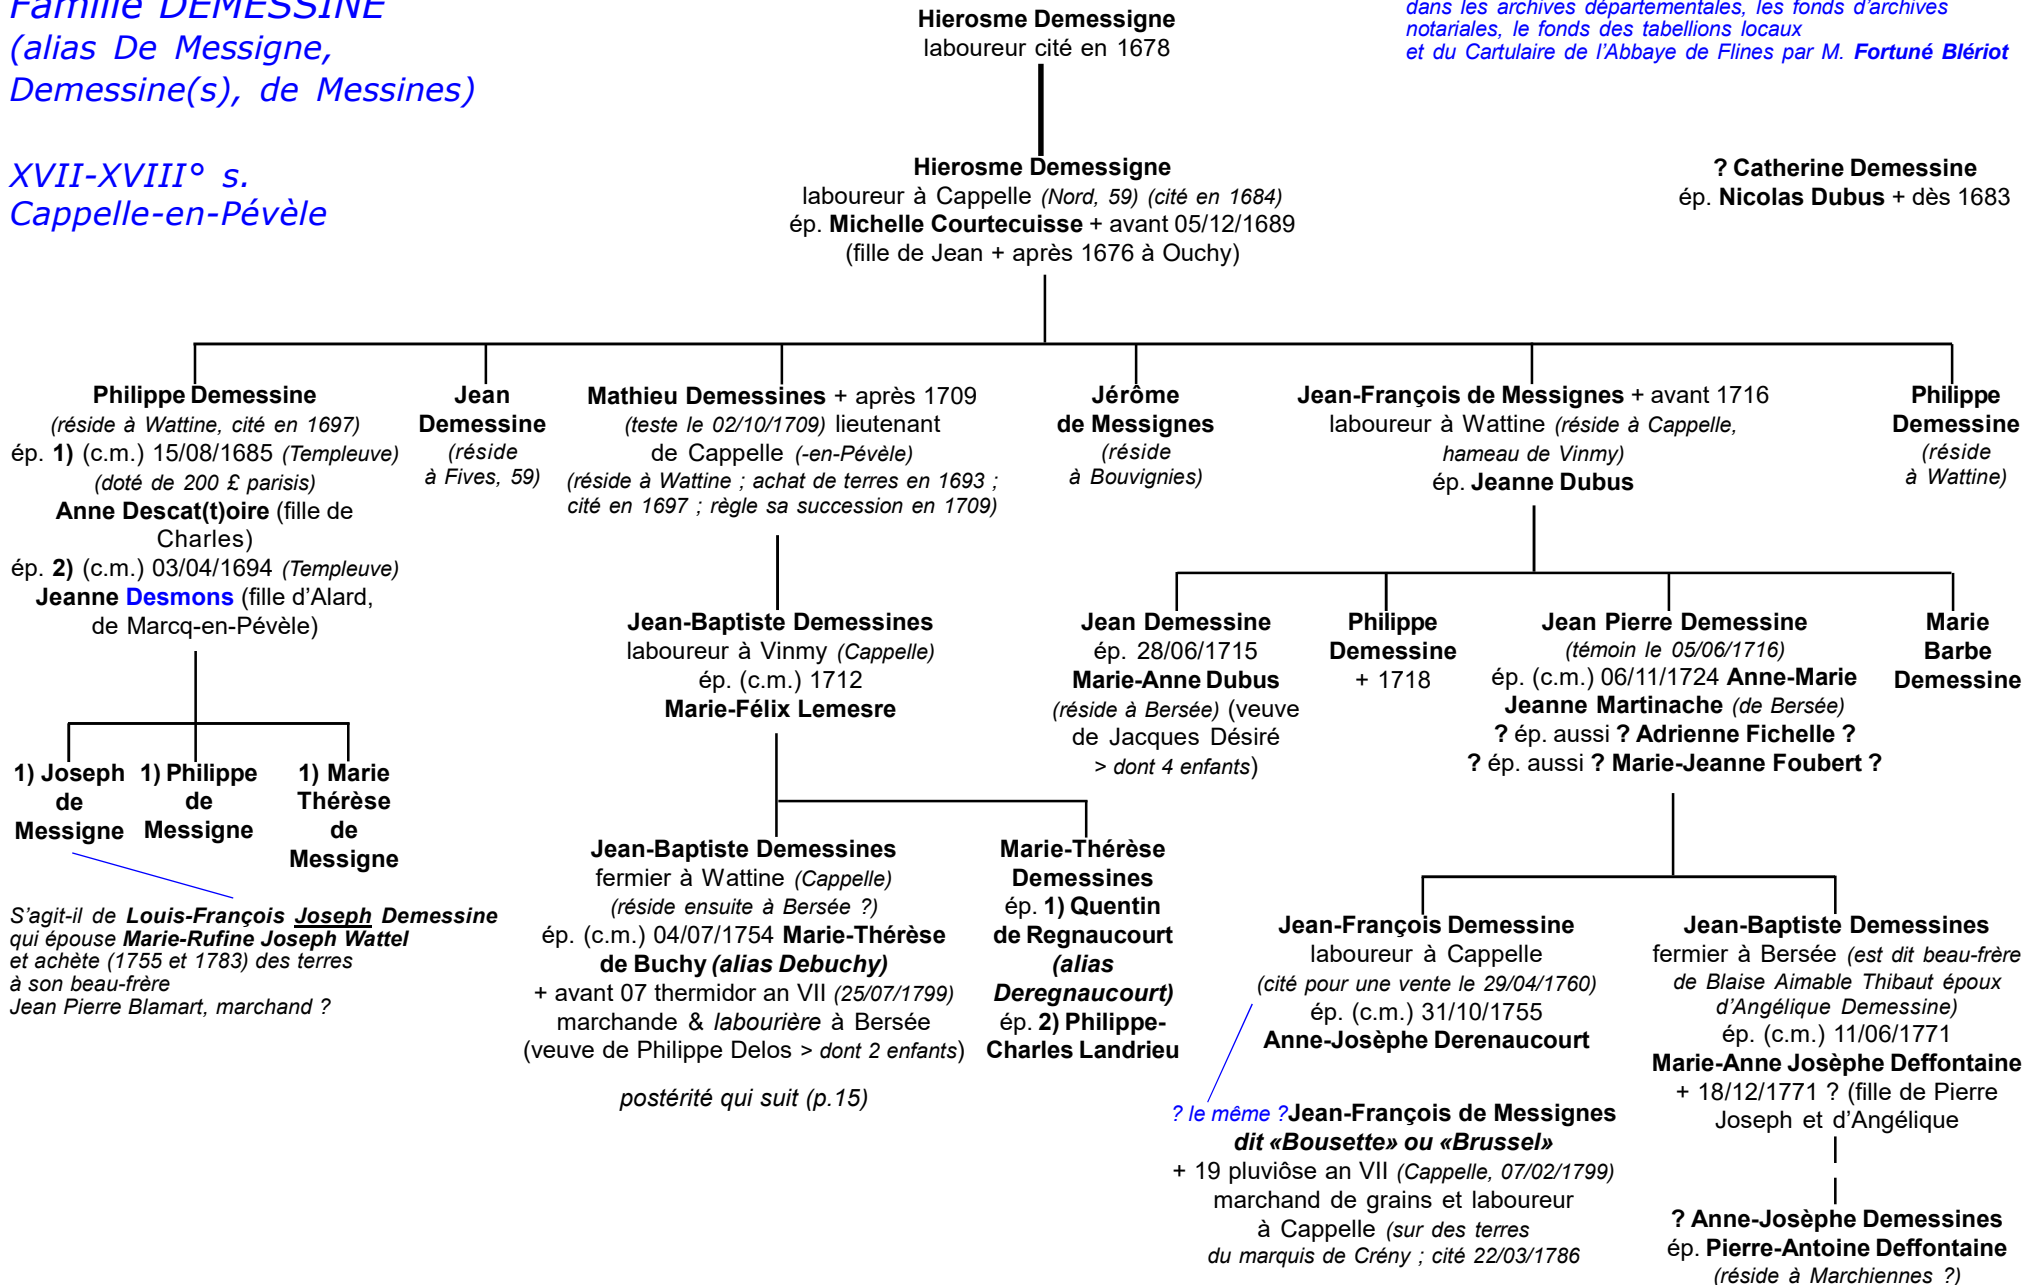 Famille DEMESSINE
(alias De Messigne,
Demessine(s), de Messines)
XVII-XVIII° s.
Cappelle-en-Pévèle
dans les archives départementales, les fonds d'archives
notariales, le fonds des tabellions locaux
et du Cartulaire de l'Abbaye de Flines par M. Fortuné Blériot
Hierosme Demessigne
laboureur cité en 1678
Hierosme Demessigne
laboureur à Cappelle (Nord, 59) (cité en 1684)
ép. Michelle Courtecuisse + avant 05/12/1689
(fille de Jean + après 1676 à Ouchy)
? Catherine Demessine
ép. Nicolas Dubus + dès 1683
Philippe Demessine
(réside à Wattine, cité en 1697)
ép. 1) (c.m.) 15/08/1685 (Templeuve)
(doté de 200 £ parisis)
Anne Descat(t)oire (fille de
Charles)
ép. 2) (c.m.) 03/04/1694 (Templeuve)
Jeanne Desmons (fille d'Alard,
de Marcq-en-Pévèle)
Jean
Demessine
(réside
à Fives, 59)
Mathieu Demessines + après 1709
(teste le 02/10/1709) lieutenant
de Cappelle (-en-Pévèle)
(réside à Wattine ; achat de terres en 1693 ;
cité en 1697 ; règle sa succession en 1709)
Jérôme
de Messignes
(réside
à Bouvignies)
Jean-François de Messignes + avant 1716
laboureur à Wattine (réside à Cappelle,
hameau de Vinmy)
ép. Jeanne Dubus
Philippe
Demessine
(réside
à Wattine)
Jean-Baptiste Demessines
laboureur à Vinmy (Cappelle)
ép. (c.m.) 1712
Marie-Félix Lemesre
Jean Demessine
ép. 28/06/1715
Marie-Anne Dubus
(réside à Bersée) (veuve
de Jacques Désiré
> dont 4 enfants)
Philippe
Demessine
+ 1718
Jean Pierre Demessine
(témoin le 05/06/1716)
ép. (c.m.) 06/11/1724 Anne-Marie
Jeanne Martinache (de Bersée)
? ép. aussi ? Adrienne Fichelle ?
? ép. aussi ? Marie-Jeanne Foubert ?
Marie
Barbe
Demessine
1) Joseph
de
Messigne
1) Philippe
de
Messigne
1) Marie
Thérèse
de
Messigne
S'agit-il de Louis-François Joseph Demessine
qui épouse Marie-Rufine Joseph Wattel
et achète (1755 et 1783) des terres
à son beau-frère
Jean Pierre Blamart, marchand ?
Jean-Baptiste Demessines
fermier à Wattine (Cappelle)
(réside ensuite à Bersée ?)
ép. (c.m.) 04/07/1754 Marie-Thérèse
de Buchy (alias Debuchy)
+ avant 07 thermidor an VII (25/07/1799)
marchande & labourière à Bersée
(veuve de Philippe Delos > dont 2 enfants)
postérité qui suit (p.15)
Marie-Thérèse
Demessines
ép. 1) Quentin
de Regnaucourt
(alias
Deregnaucourt)
ép. 2) Philippe-
Charles Landrieu
Jean-François Demessine
laboureur à Cappelle
(cité pour une vente le 29/04/1760)
ép. (c.m.) 31/10/1755
Anne-Josèphe Derenaucourt
? le même ? Jean-François de Messignes
dit «Bousette» ou «Brussel»
+ 19 pluviôse an VII (Cappelle, 07/02/1799)
marchand de grains et laboureur
à Cappelle (sur des terres
du marquis de Crény ; cité 22/03/1786
Jean-Baptiste Demessines
fermier à Bersée (est dit beau-frère
de Blaise Aimable Thibaut époux
d'Angélique Demessine)
ép. (c.m.) 11/06/1771
Marie-Anne Josèphe Deffontaine
+ 18/12/1771 ? (fille de Pierre
Joseph et d'Angélique
? Anne-Josèphe Demessines
ép. Pierre-Antoine Deffontaine
(réside à Marchiennes ?)